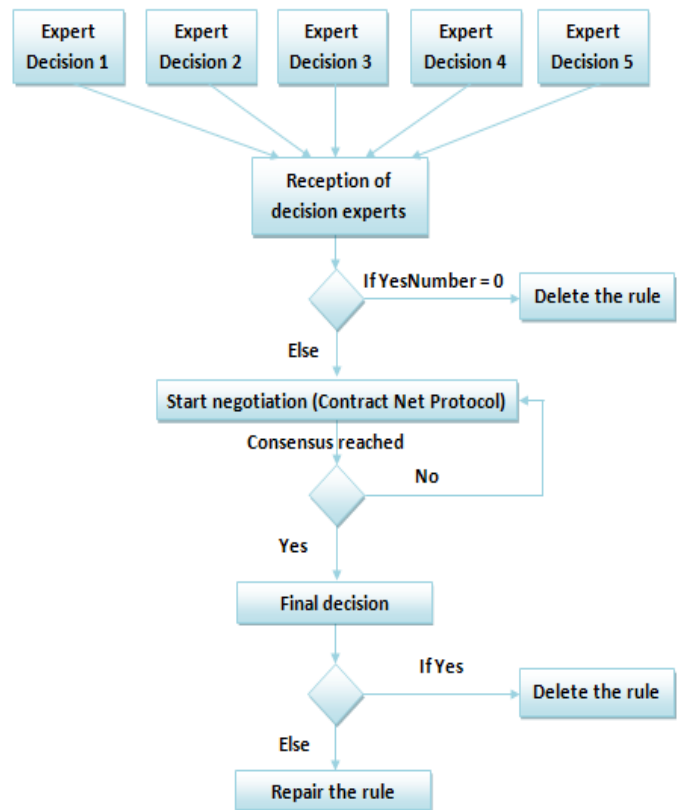 Expert
Decision 1
Expert
Decision 2
Expert
Decision 3
Expert
Decision 4
Expert
Decision 5
Reception of
decision experts
If YesNumber = 0
Delete the rule
Else
Start negotiation (Contract Net Protocol)
Consensus reached
No
Yes
Final decision
If Yes
Delete the rule
Else
Repair the rule